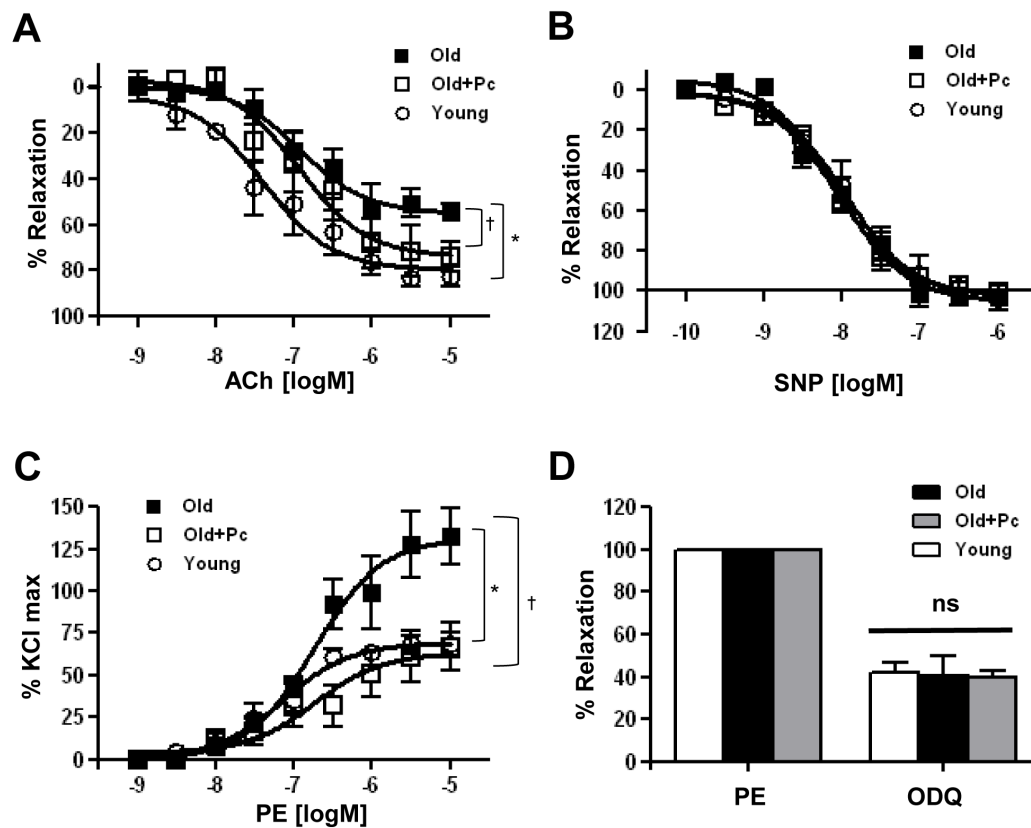 A
Old
Old+Pc
Young
0
20
40
60
80
100
% Relaxation
†
*
-9
-8
-7
-6
-5
ACh [logM]
B
Old
Old+Pc
Young
0
20
40
60
80
100
120
% Relaxation
-10
-9
-8
-7
-6
SNP [logM]
C
Old
Old+Pc
Young
150
125
100
75
50
25
0
% KCl max
*
†
-9
-8
-7
-6
-5
PE [logM]
D
Old
Old+Pc
Young
120
100
80
60
40
20
0
% Relaxation
ns
PE
ODQ